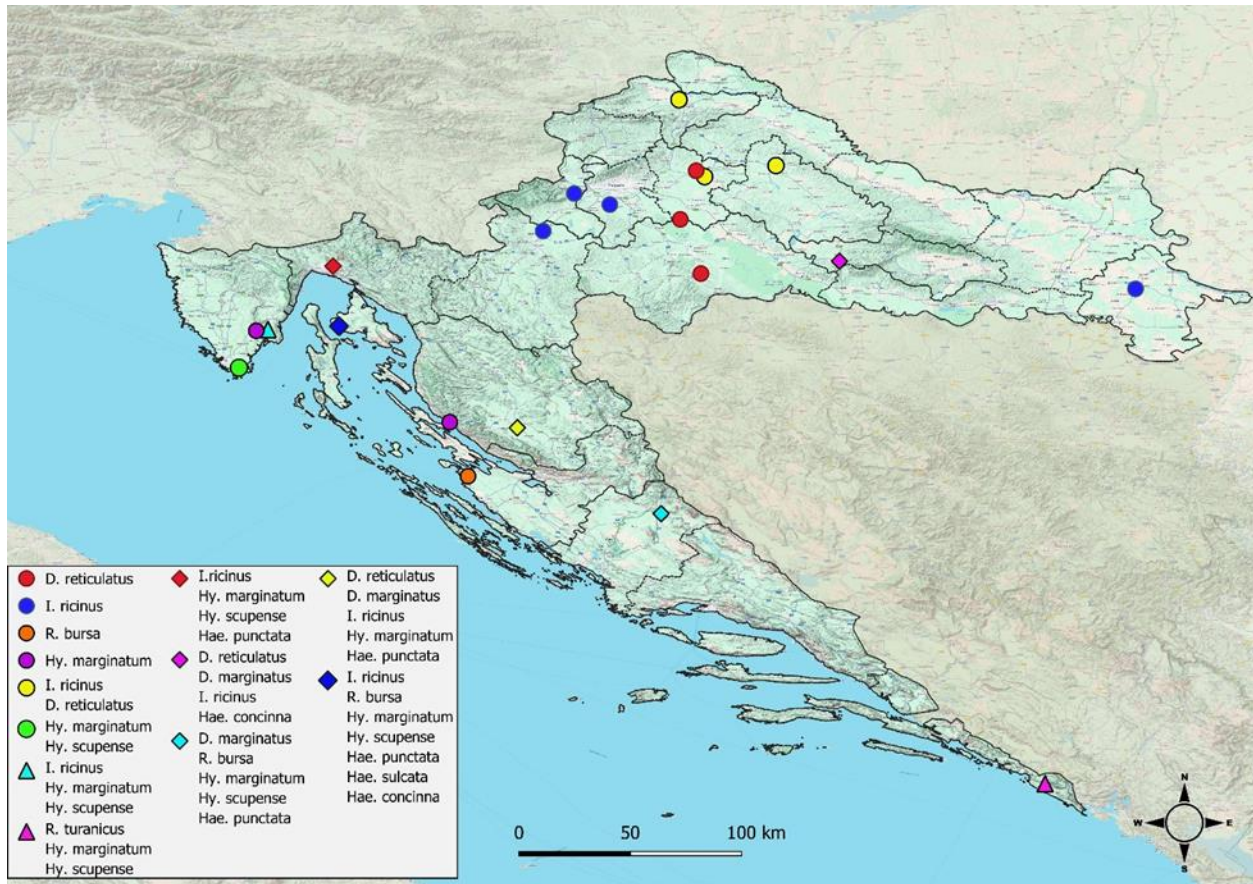 D. reticulatus
I. ricinus
R. bursa
Hy. marginatum
I. ricinus
D. reticulatus
Hy. marginatum
Hy. scupense
I. ricinus
Hy. marginatum
Hy. scupense
R. turanicus
Hy. marginatum
Hy. scupense
I.ricinus
Hy. marginatum
Hy. scupense
Hae. punctata
D. reticulatus
D. marginatus
I. ricinus
Hae. concinna
D. marginatus
R. bursa
Hy. marginatum
Hy. scupense
Hae. punctata
D. reticulatus
D. marginatus
I. ricinus
Hy. marginatum
Hae. punctata
I. ricinus
R. bursa
Hy. marginatum
Hy. scupense
Hae. punctata
Hae. sulcata
Hae. concinna
0 50 100 km
N
W E
S